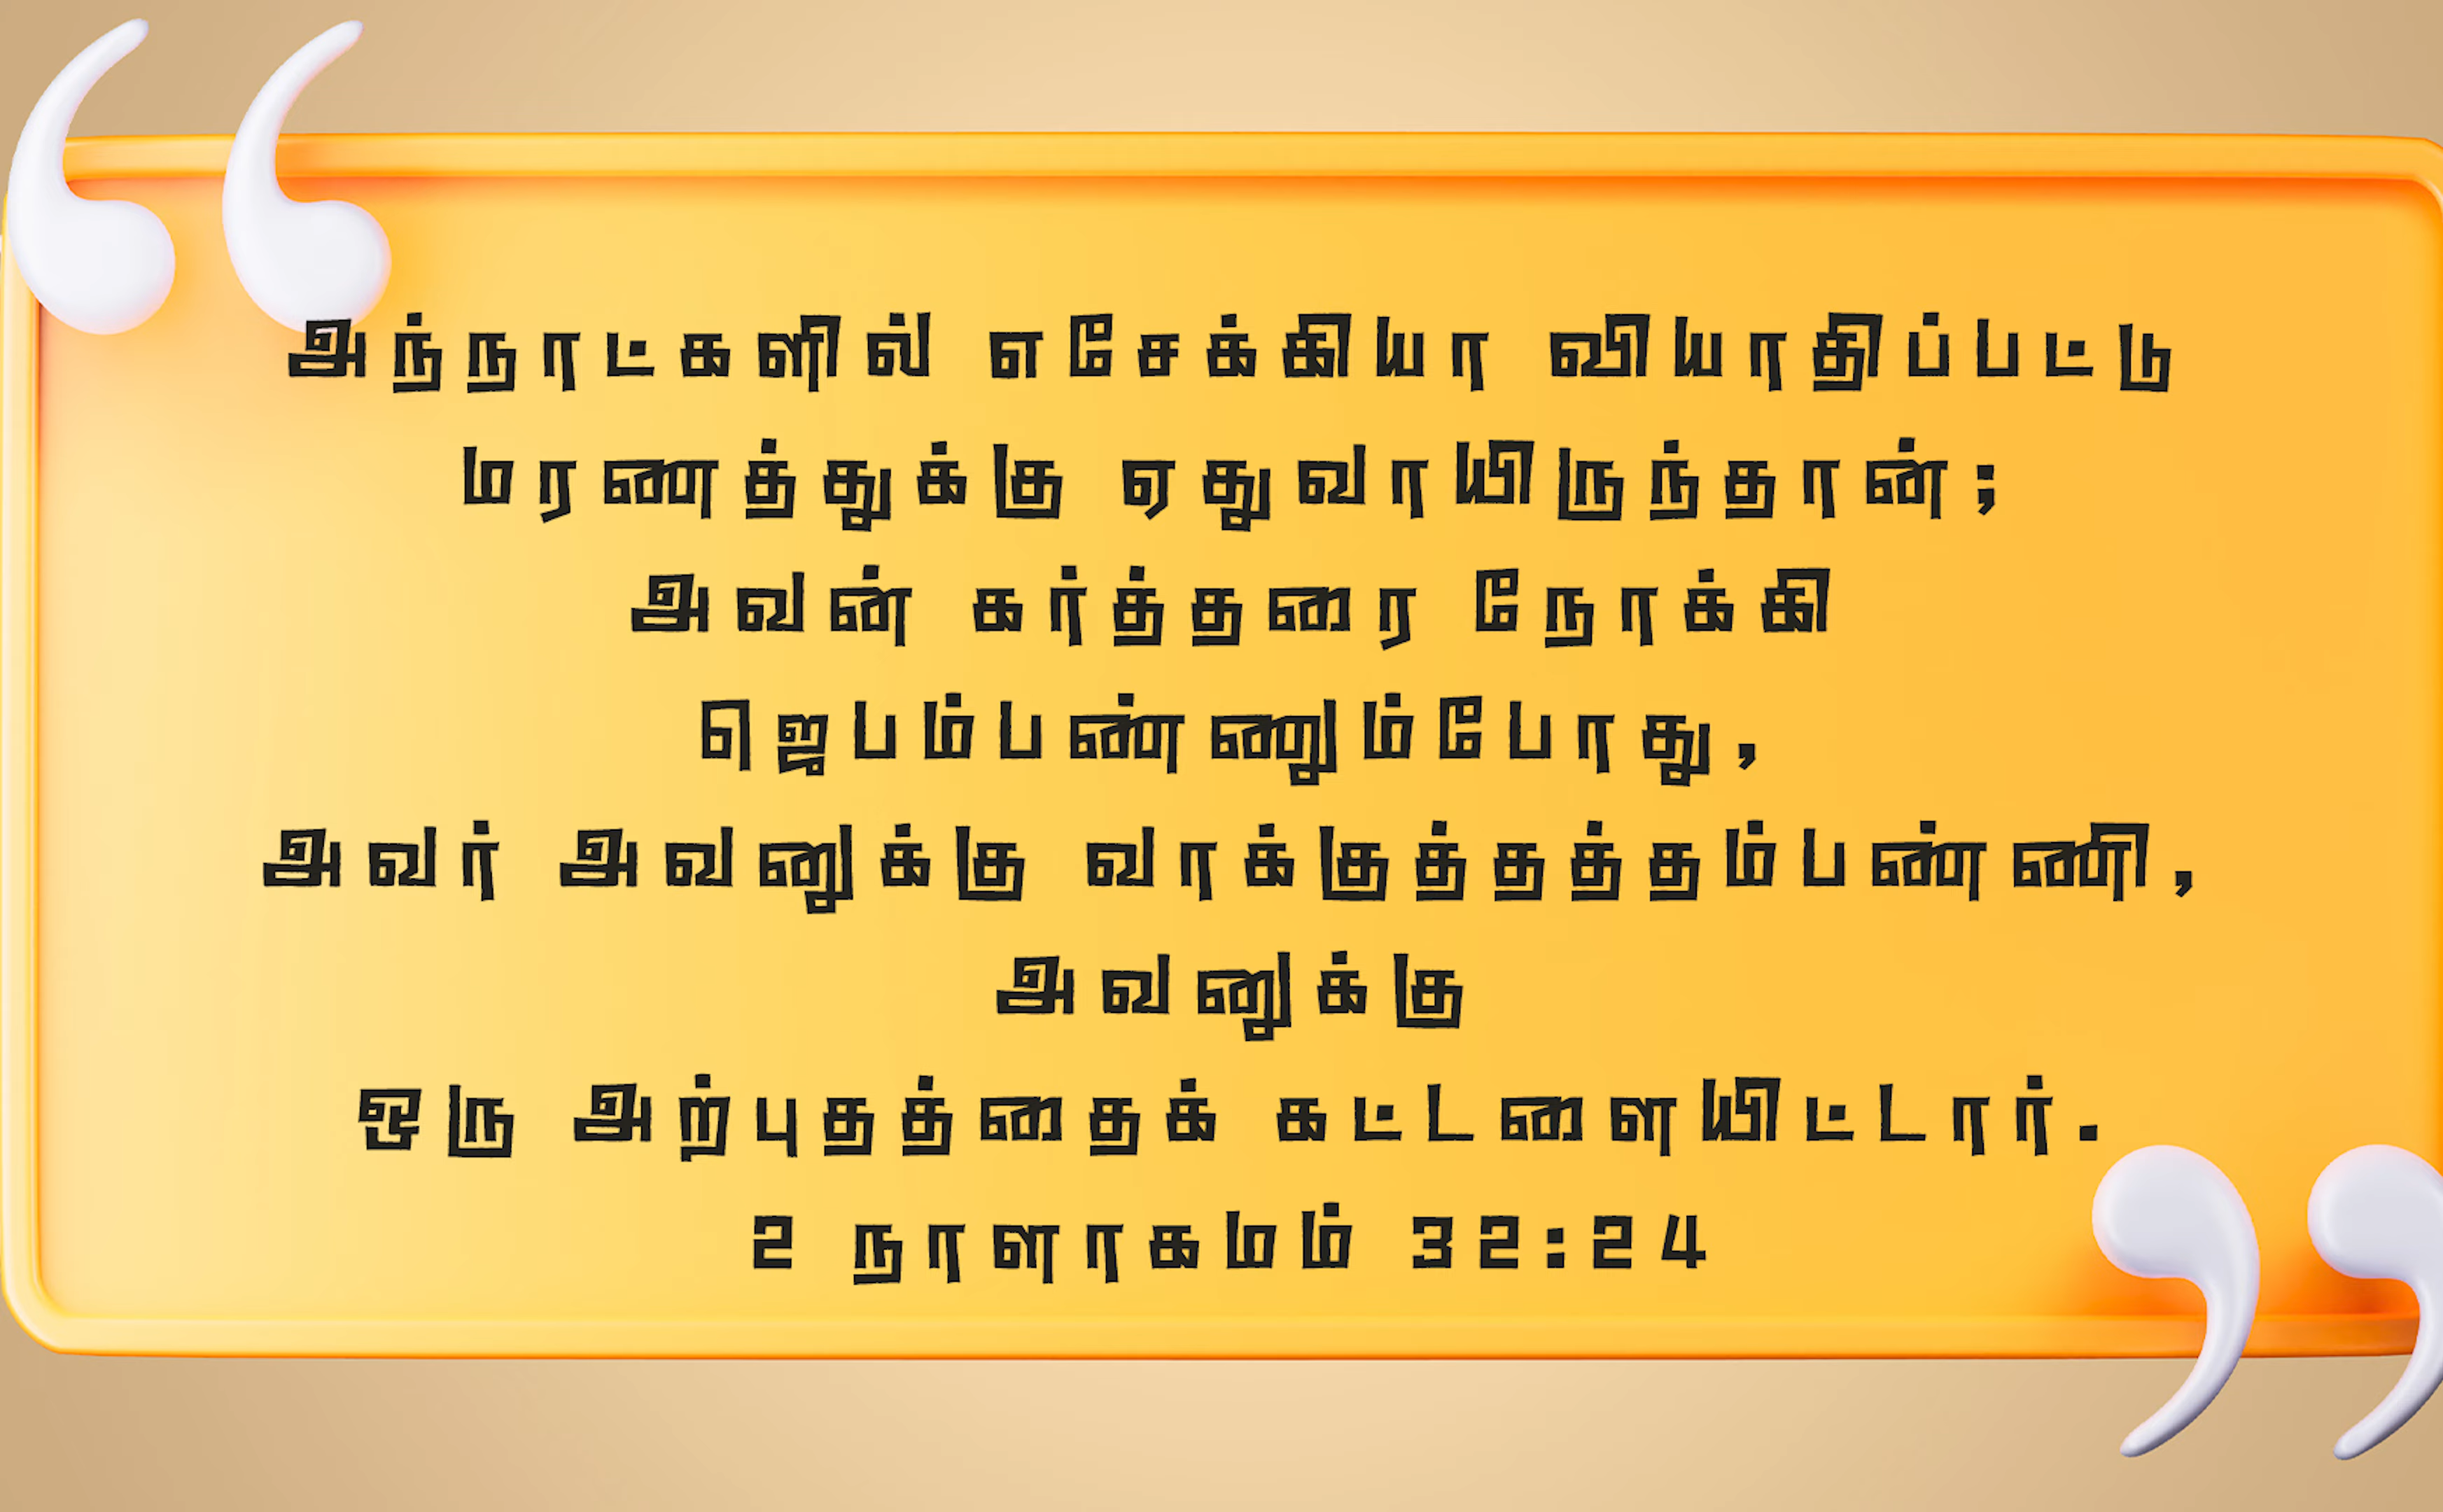 அந்நாட்களில் எசேக்கியா வியாதிப்பட்டு
மரணத்துக்கு ஏதுவாயிருந்தான்;
அவன் கர்த்தரை நோக்கி
ஜெபம்பண்ணும்போது,
அவர் அவனுக்கு வாக்குத்தத்தம்பண்ணி,
அவனுக்கு
ஒரு அற்புதத்தைக் கட்டளையிட்டார்.
2 நாளாகமம் 32:24